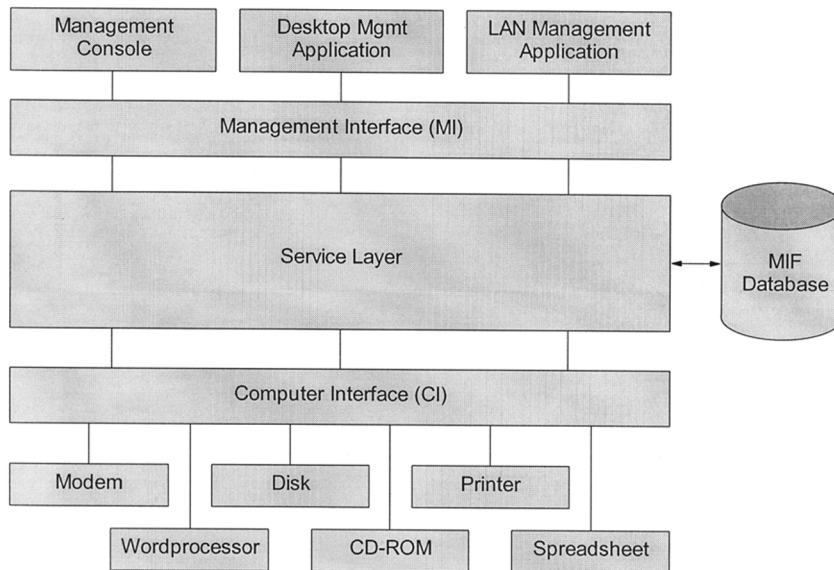 Management
Console
Desktop Mgmt
Application
LAN Management
Application
Management Interface (MI)
Service Layer
MIF
Database
Computer Interface (CI)
Modem
Disk
Printer
Wordprocessor
CD-ROM
Spreadsheet